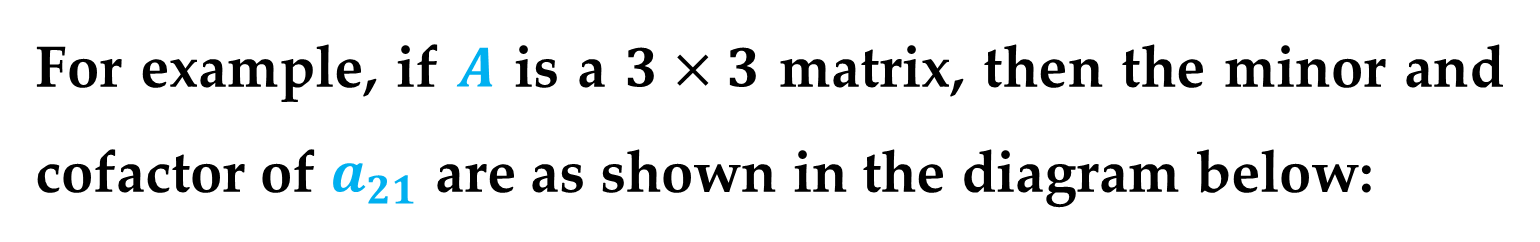 For example, if A is a 3 × 3 matrix, then the minor and
cofactor of a₂₁ are as shown in the diagram below: